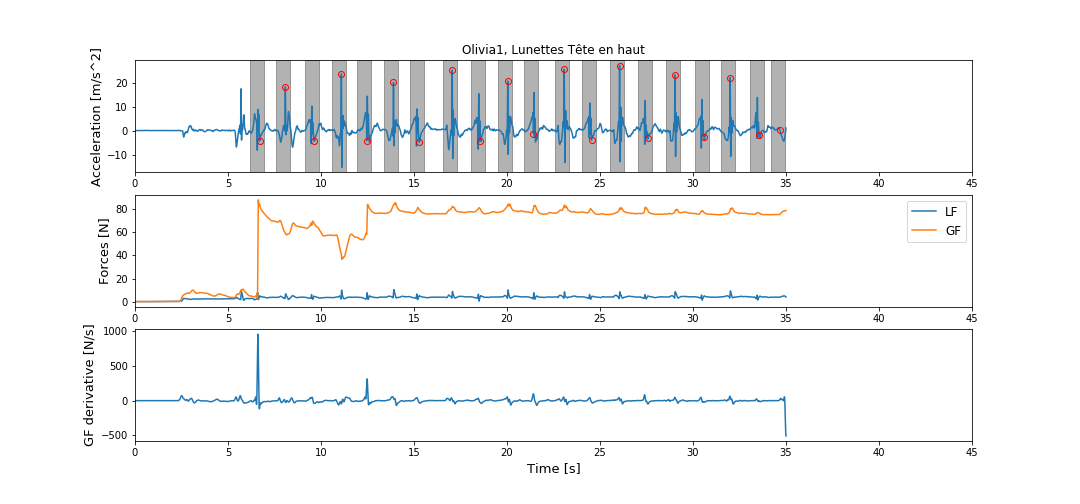 Olivia1, Lunettes Tête en haut
Acceleration [m/s^2]
20
10
0
−10
0 5 10 15 20 25 30 35 40 45
Forces [N]
80
60
40
20
0
LF
GF
0 5 10 15 20 25 30 35 40 45
GF derivative [N/s]
1000
500
0
−500
0 5 10 15 20 25 30 35 40 45
Time [s]